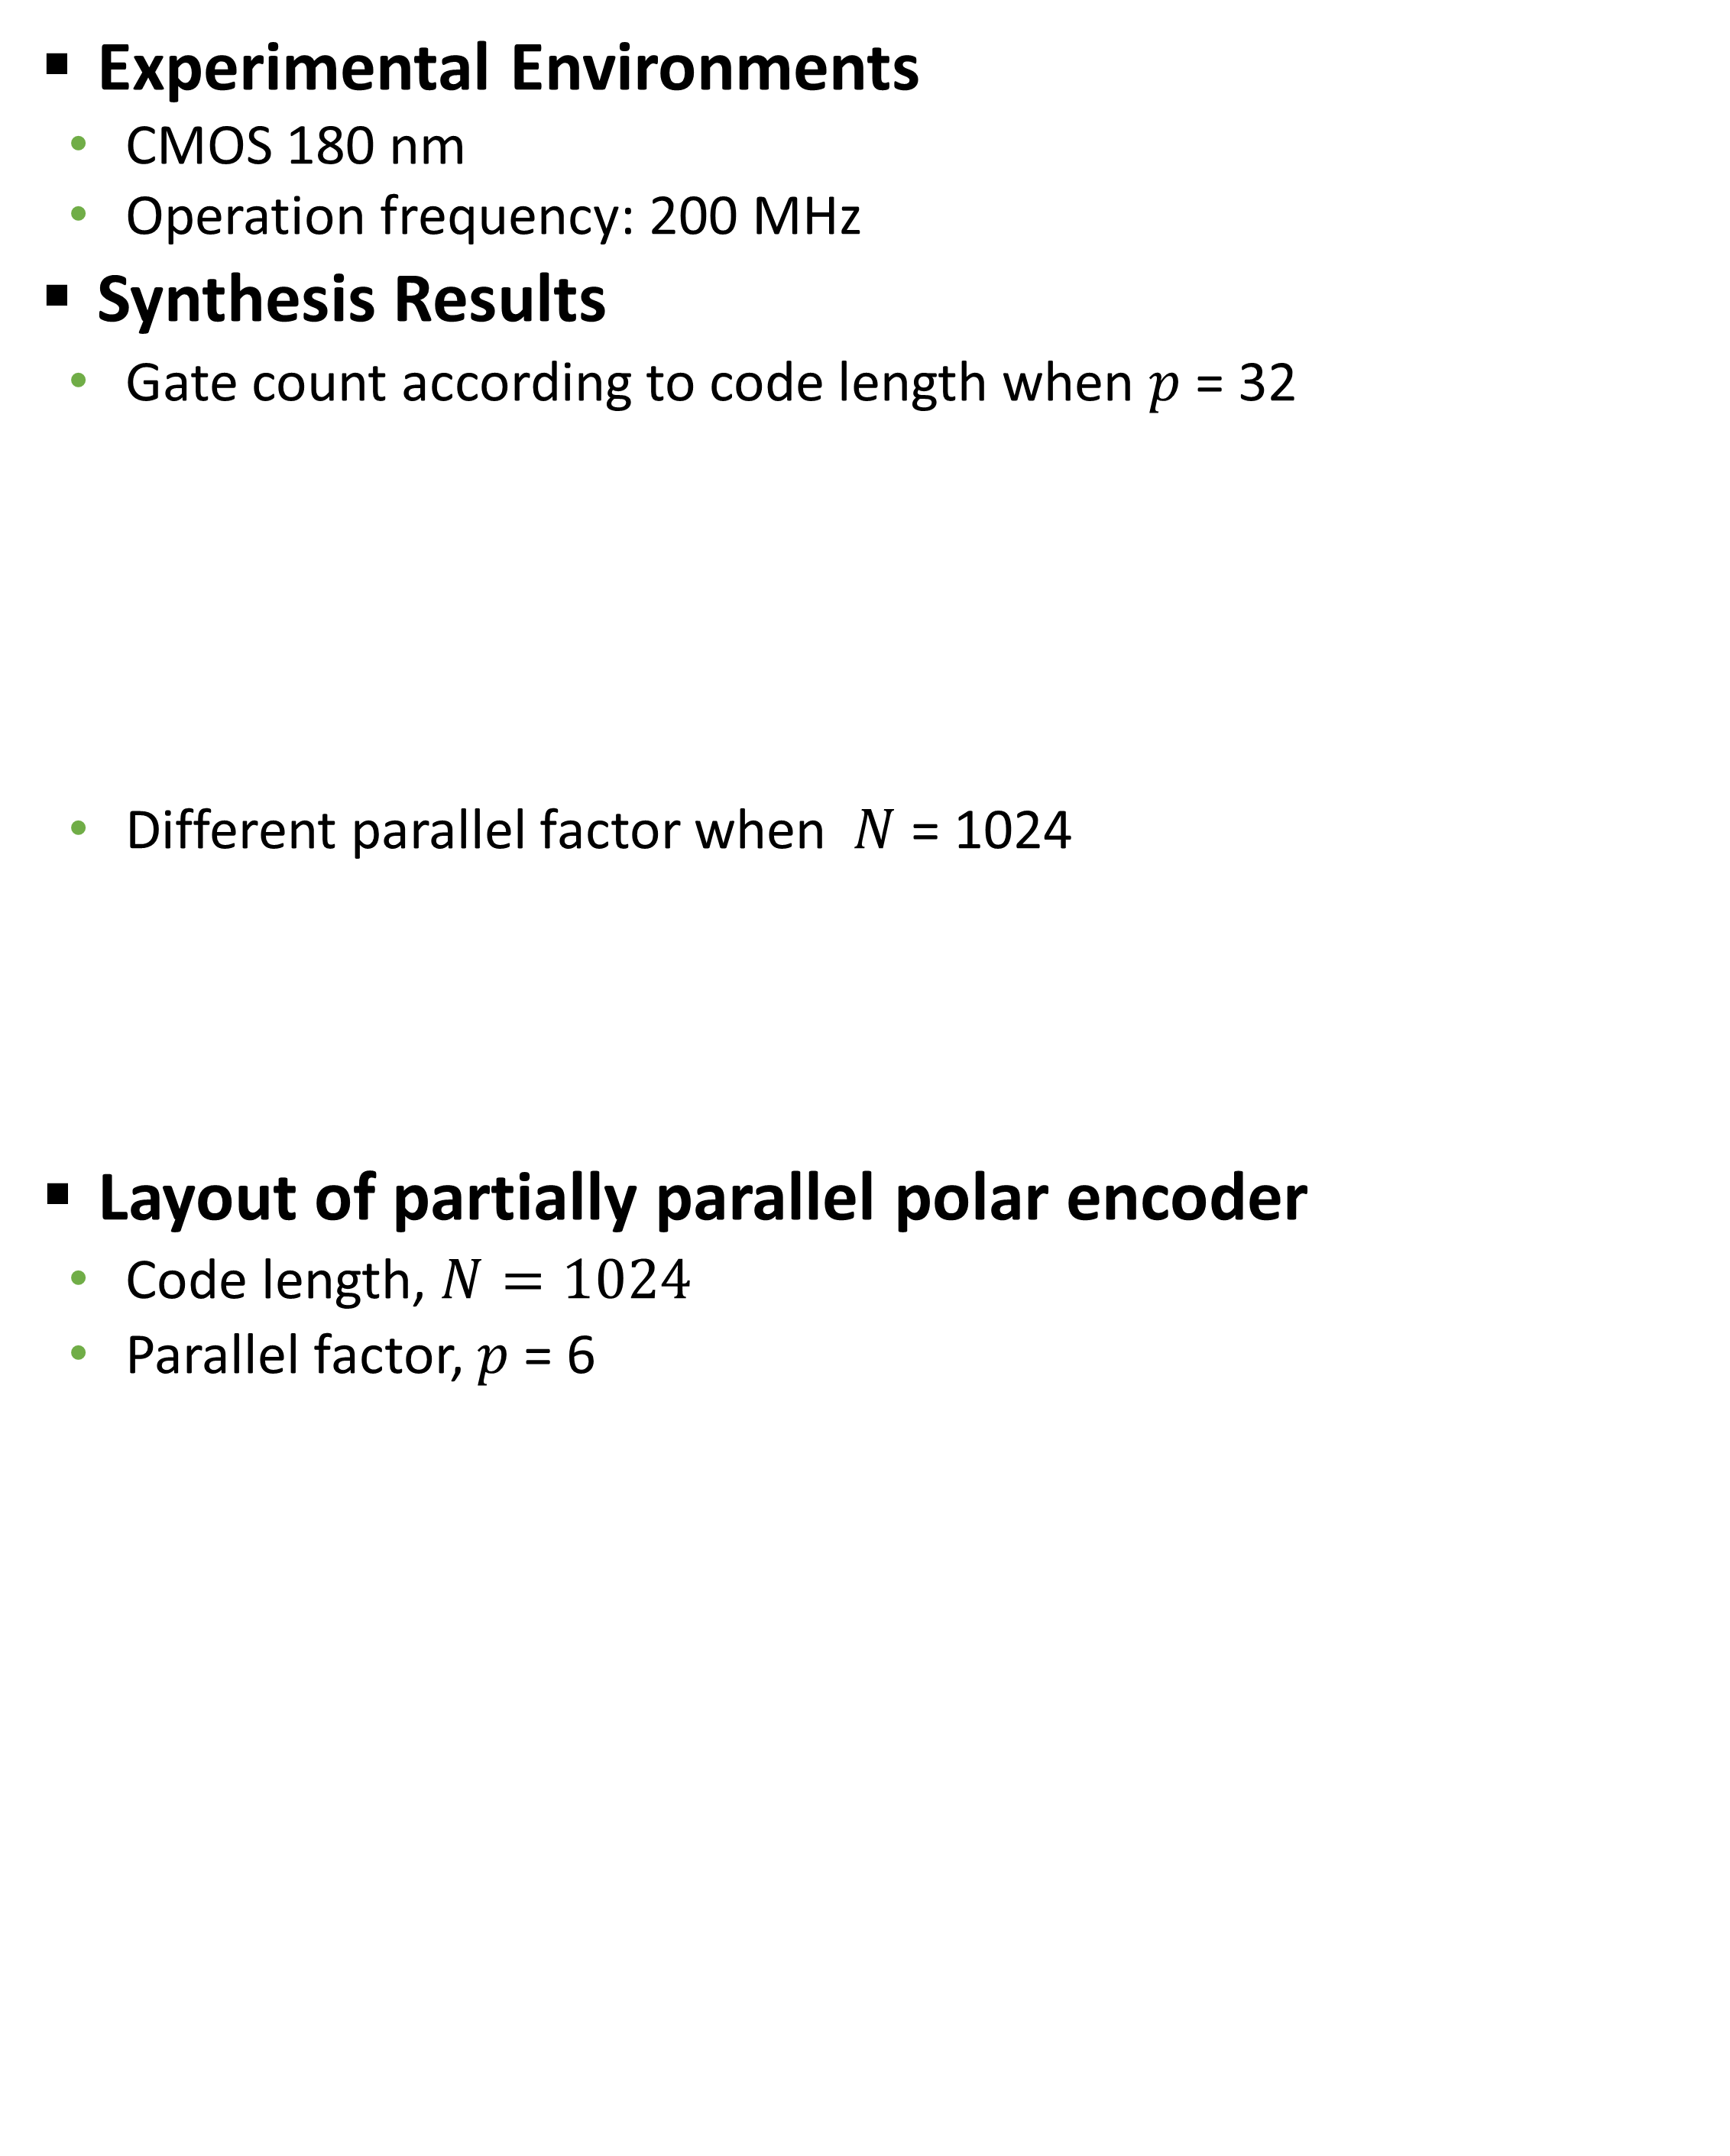 ▪ Experimental Environments
• CMOS 180 nm
• Operation frequency: 200 MHz
▪ Synthesis Results
• Gate count according to code length when p = 32
• Different parallel factor when N = 1024
▪ Layout of partially parallel polar encoder
• Code length, N = 1024
• Parallel factor, p = 6